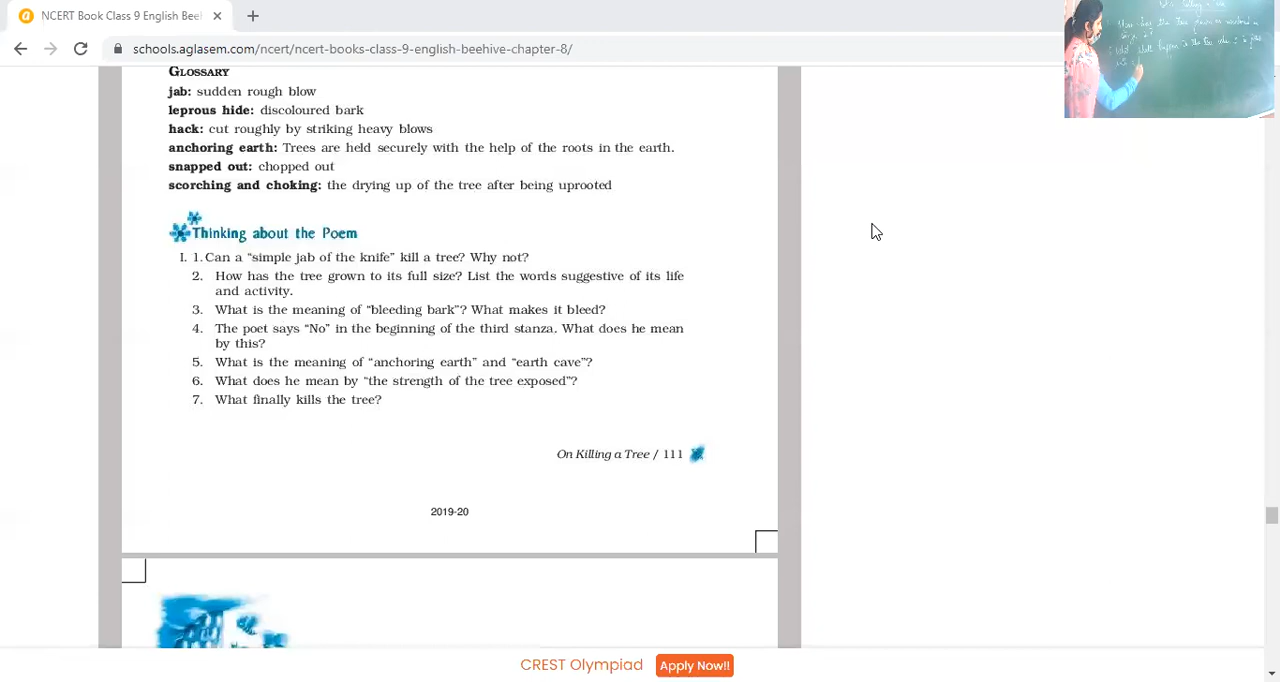 NCERT Book Class 9 English Bee
schools.aglasem.com/ncert/ncert-books-class-9-english-beehive-chapter-8/
GLOSSARY
jab: sudden rough blow
leprous hide: discoloured bark
hack: cut roughly by striking heavy blows
anchoring earth: Trees are held securely with the help of the roots in the earth.
snapped out: chopped out
scorching and choking: the drying up of the tree after being uprooted
Thinking about the Poem
I. 1. Can a “simple jab of the knife” kill a tree? Why not?
2. How has the tree grown to its full size? List the words suggestive of its life
and activity.
3. What is the meaning of “bleeding bark”? What makes it bleed?
4. The poet says “No” in the beginning of the third stanza. What does he mean
by this?
5. What is the meaning of “anchoring earth” and “earth cave”?
6. What does he mean by “the strength of the tree exposed”?
7. What finally kills the tree?
On Killing a Tree / 111
2019-20
CREST Olympiad Apply Now!!